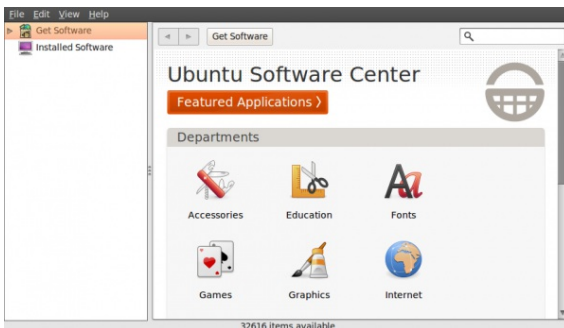 File Edit View Help
Get Software
Installed Software
Get Software
Ubuntu Software Center
Featured Applications >
Departments
Accessories Education Fonts
Games Graphics Internet
32616 items available